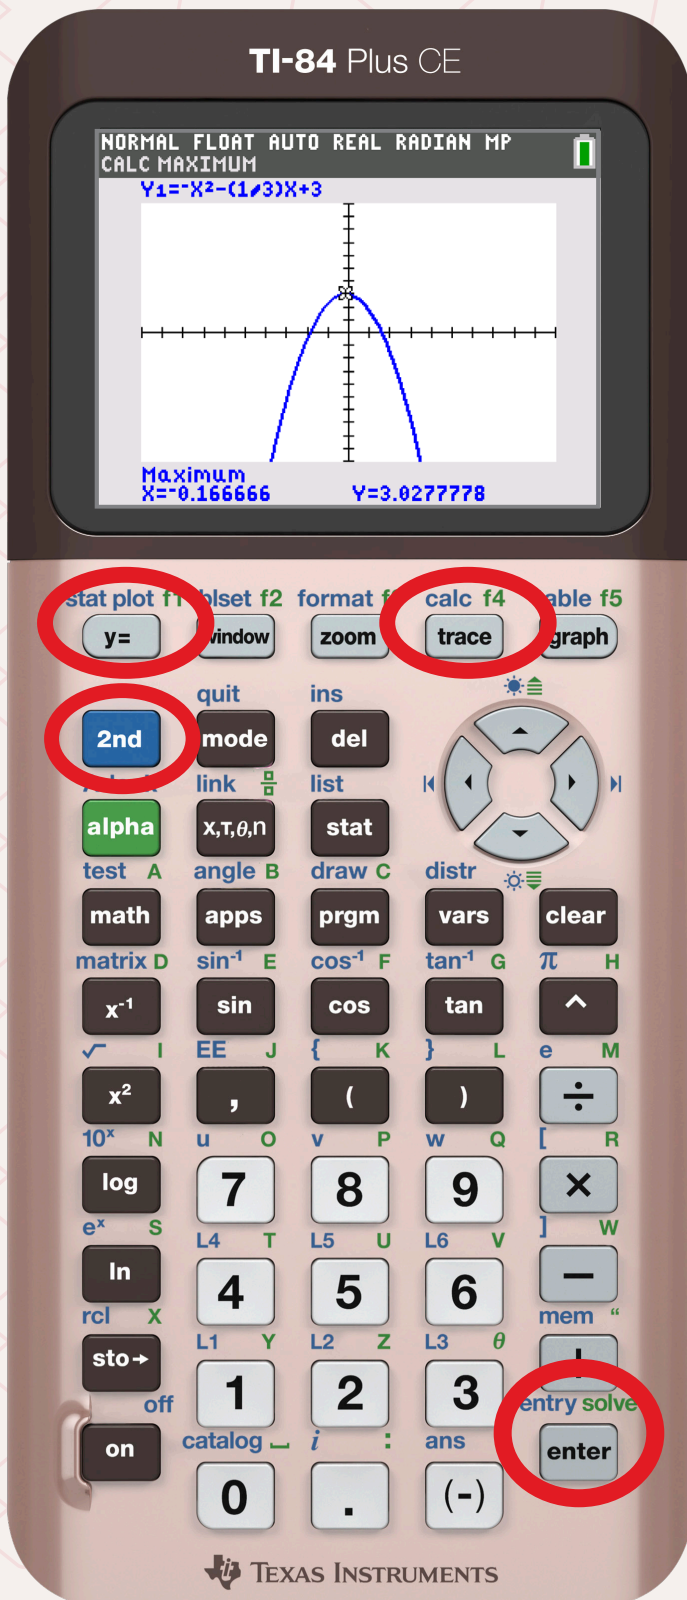 TI-84 Plus CE
NORMAL FLOAT AUTO REAL RADIAN MP
CALC MAXIMUM
Y1=-X²-(1/3)X+3
Maximum
X=-0.166666 Y=3.0277778
stat plot f1 tblset f2 format calc f4 table f5
y= window zoom trace graph
quit ins
2nd mode del
link list
alpha X,T,θ,n stat
test A angle B draw C distr
math apps prgm vars clear
matrix D sin⁻¹ E cos⁻¹ F tan⁻¹ G π H
x⁻¹ sin cos tan ^
√ I EE J { K } L e M
x² , ( ) ÷
10ˣ N u O v P w Q [ R
log 7 8 9 ×
eˣ S L4 T L5 U L6 V ] W
ln 4 5 6 −
rcl X L1 Y L2 Z L3 θ mem “
sto→ 1 2 3 +
off catalog i : ans entry solve
on 0 . (-) enter
TEXAS INSTRUMENTS